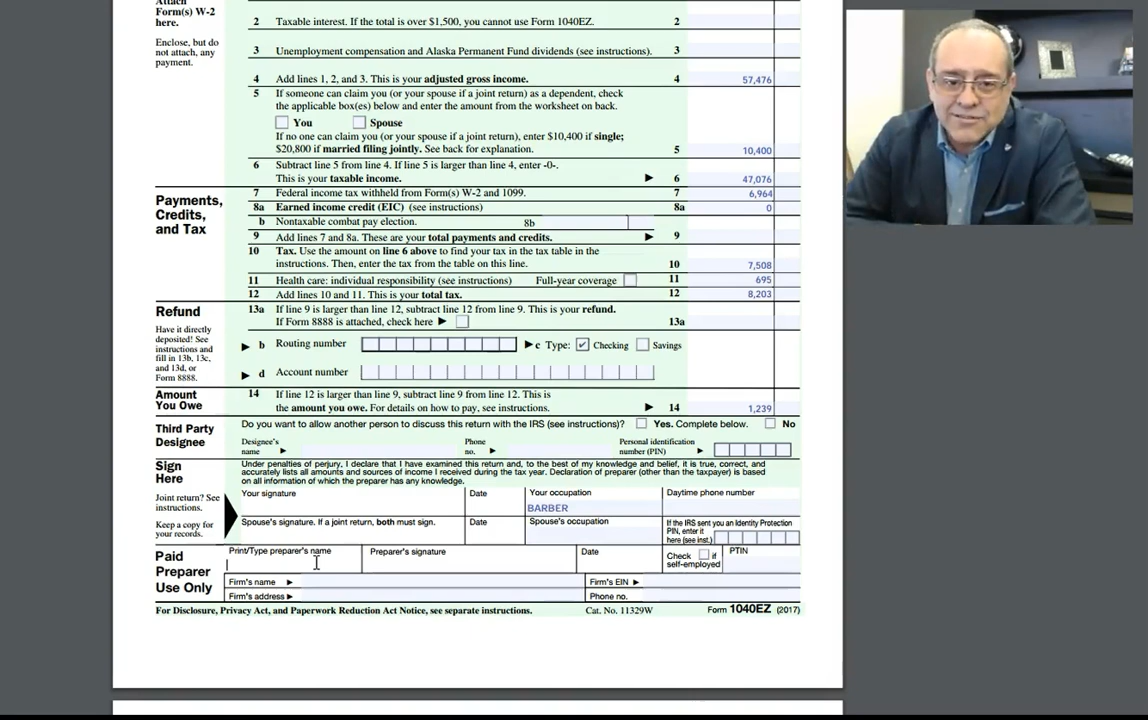 Attach
Form(s) W-2
here.
Enclose, but do
not attach, any
payment.
2 Taxable interest. If the total is over $1,500, you cannot use Form 1040EZ. 2
3 Unemployment compensation and Alaska Permanent Fund dividends (see instructions). 3
4 Add lines 1, 2, and 3. This is your adjusted gross income. 4 57,476
5 If someone can claim you (or your spouse if a joint return) as a dependent, check
the applicable box(es) below and enter the amount from the worksheet on back.
You Spouse
If no one can claim you (or your spouse if a joint return), enter $10,400 if single;
$20,800 if married filing jointly. See back for explanation. 5 10,400
6 Subtract line 5 from line 4. If line 5 is larger than line 4, enter -0-.
This is your taxable income. ▶ 6 47,076
Payments,
Credits,
and Tax
7 Federal income tax withheld from Form(s) W-2 and 1099. 7 6,964
8a Earned income credit (EIC) (see instructions) 8a 0
b Nontaxable combat pay election. 8b
9 Add lines 7 and 8a. These are your total payments and credits. ▶ 9
10 Tax. Use the amount on line 6 above to find your tax in the tax table in the
instructions. Then, enter the tax from the table on this line. 10 7,508
11 Health care: individual responsibility (see instructions) Full-year coverage 11 695
12 Add lines 10 and 11. This is your total tax. 12 8,203
Refund
Have it directly
deposited! See
instructions and
fill in 13b, 13c,
and 13d, or
Form 8888.
13a If line 9 is larger than line 12, subtract line 12 from line 9. This is your refund.
If Form 8888 is attached, check here ▶ 13a
▶ b Routing number ▶c Type: ✔ Checking Savings
▶ d Account number
Amount
You Owe
14 If line 12 is larger than line 9, subtract line 9 from line 12. This is
the amount you owe. For details on how to pay, see instructions. ▶ 14 1,239
Third Party
Designee
Do you want to allow another person to discuss this return with the IRS (see instructions)? Yes. Complete below. No
Designee's
name ▶
Phone
no. ▶
Personal identification
number (PIN) ▶
Sign
Here
Joint return? See
instructions.
Keep a copy for
your records.
Under penalties of perjury, I declare that I have examined this return and, to the best of my knowledge and belief, it is true, correct, and
accurately lists all amounts and sources of income I received during the tax year. Declaration of preparer (other than the taxpayer) is based
on all information of which the preparer has any knowledge.
Your signature Date Your occupation Daytime phone number
BARBER
Spouse's signature. If a joint return, both must sign. Date Spouse's occupation
If the IRS sent you an Identity Protection
PIN, enter it
here (see inst.)
Paid
Preparer
Use Only
Print/Type preparer's name Preparer's signature Date
Check if
self-employed
PTIN
Firm's name ▶ Firm's EIN ▶
Firm's address ▶ Phone no.
For Disclosure, Privacy Act, and Paperwork Reduction Act Notice, see separate instructions. Cat. No. 11329W Form 1040EZ (2017)